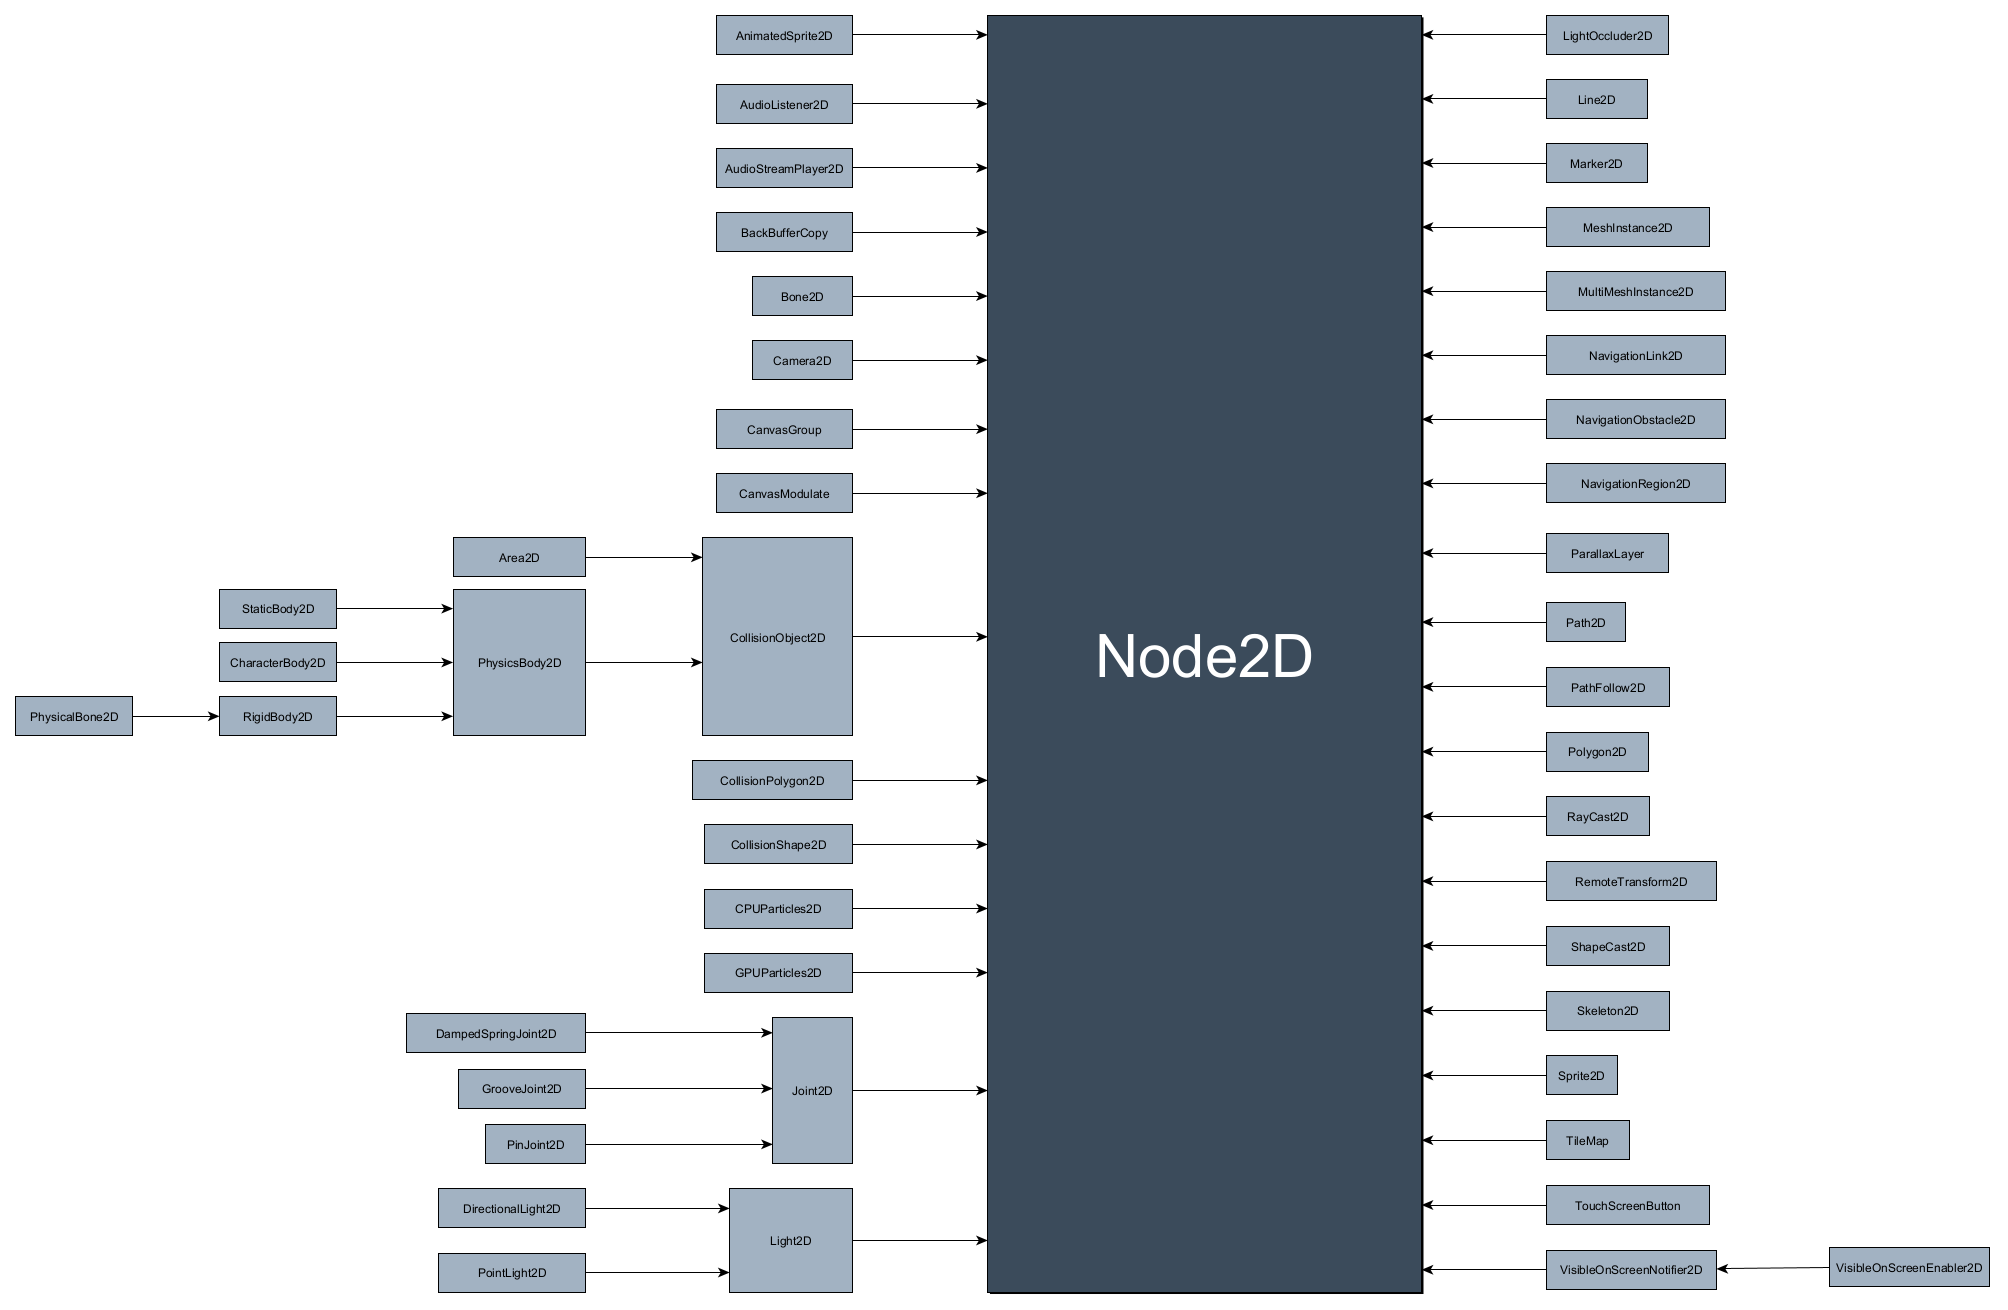 AnimatedSprite2D
AudioListener2D
AudioStreamPlayer2D
BackBufferCopy
Bone2D
Camera2D
CanvasGroup
CanvasModulate
Area2D
StaticBody2D
CharacterBody2D
PhysicalBone2D
RigidBody2D
PhysicsBody2D
CollisionObject2D
CollisionPolygon2D
CollisionShape2D
CPUParticles2D
GPUParticles2D
DampedSpringJoint2D
GrooveJoint2D
PinJoint2D
Joint2D
DirectionalLight2D
PointLight2D
Light2D
Node2D
LightOccluder2D
Line2D
Marker2D
MeshInstance2D
MultiMeshInstance2D
NavigationLink2D
NavigationObstacle2D
NavigationRegion2D
ParallaxLayer
Path2D
PathFollow2D
Polygon2D
RayCast2D
RemoteTransform2D
ShapeCast2D
Skeleton2D
Sprite2D
TileMap
TouchScreenButton
VisibleOnScreenNotifier2D
VisibleOnScreenEnabler2D